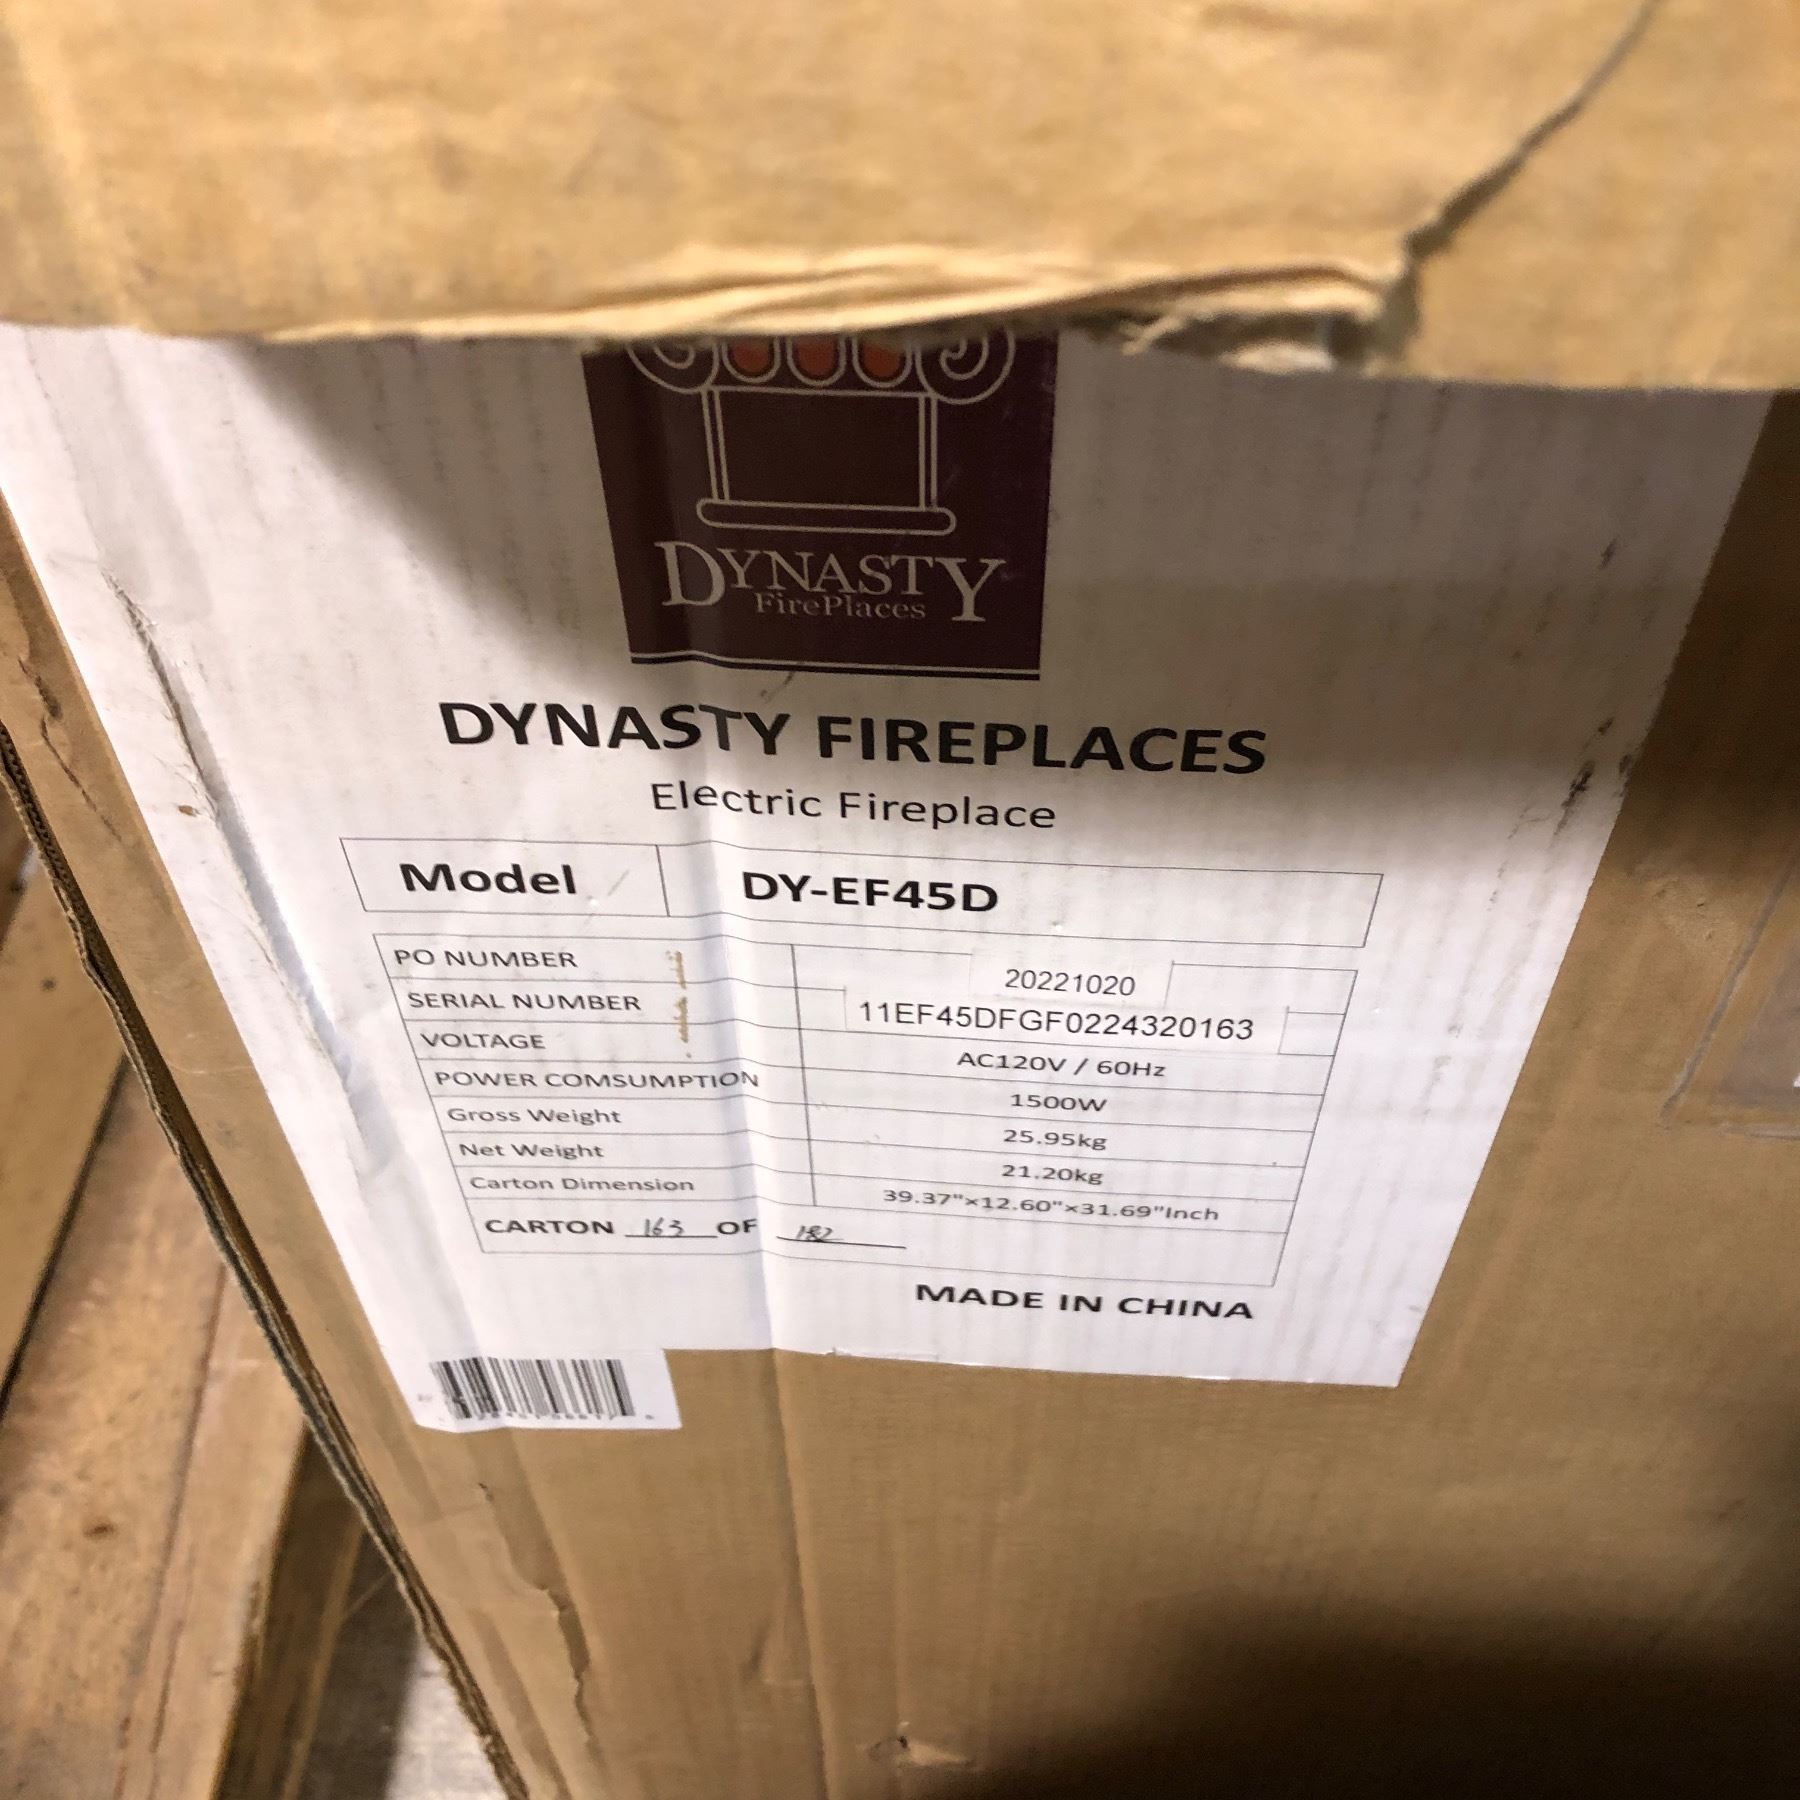 DYNASTY
FirePlaces
DYNASTY FIREPLACES
Electric Fireplace
Model DY-EF45D
PO NUMBER 20221020
SERIAL NUMBER 11EF45DFGF0224320163
VOLTAGE AC120V / 60Hz
POWER COMSUMPTION 1500W
Gross Weight 25.95kg
Net Weight 21.20kg
Carton Dimension 39.37"×12.60"×31.69"Inch
CARTON 163 OF 182
MADE IN CHINA